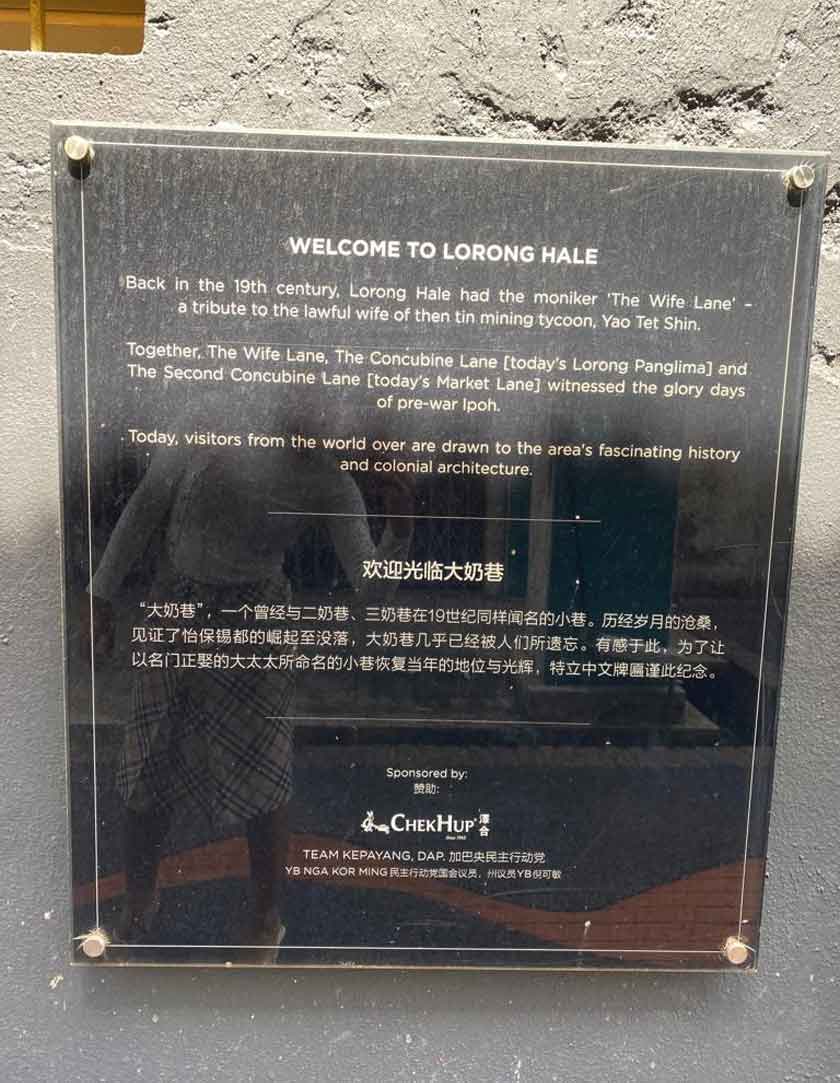 WELCOME TO LORONG HALE
Back in the 19th century, Lorong Hale had the moniker 'The Wife Lane' –
a tribute to the lawful wife of then tin mining tycoon, Yao Tet Shin.
Together, The Wife Lane, The Concubine Lane [today's Lorong Panglima] and
The Second Concubine Lane [today's Market Lane] witnessed the glory days
of pre-war Ipoh.
Today, visitors from the world over are drawn to the area's fascinating history
and colonial architecture.
欢迎光临大奶巷
“大奶巷”，一个曾经与二奶巷、三奶巷在19世纪同样闻名的小巷。历经岁月的沧桑，
见证了怡保锡都的崛起至没落，大奶巷几乎已经被人们所遗忘。有感于此，为了让
以名门正娶的大太太所命名的小巷恢复当年的地位与光辉，特立中文牌匾谨此纪念。
Sponsored by:
赞助:
CHEKHUP 澤合
Since 1965
TEAM KEPAYANG, DAP. 加巴央民主行动党
YB NGA KOR MING 民主行动党国会议员，州议员YB倪可敏